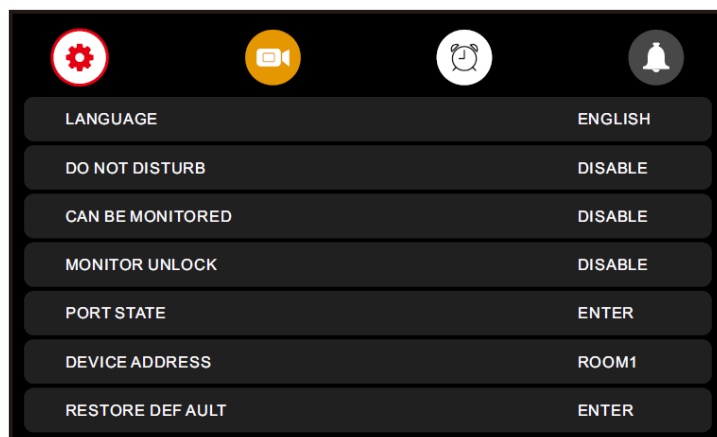 LANGUAGE ENGLISH
DO NOT DISTURB DISABLE
CAN BE MONITORED DISABLE
MONITOR UNLOCK DISABLE
PORT STATE ENTER
DEVICE ADDRESS ROOM1
RESTORE DEF AULT ENTER